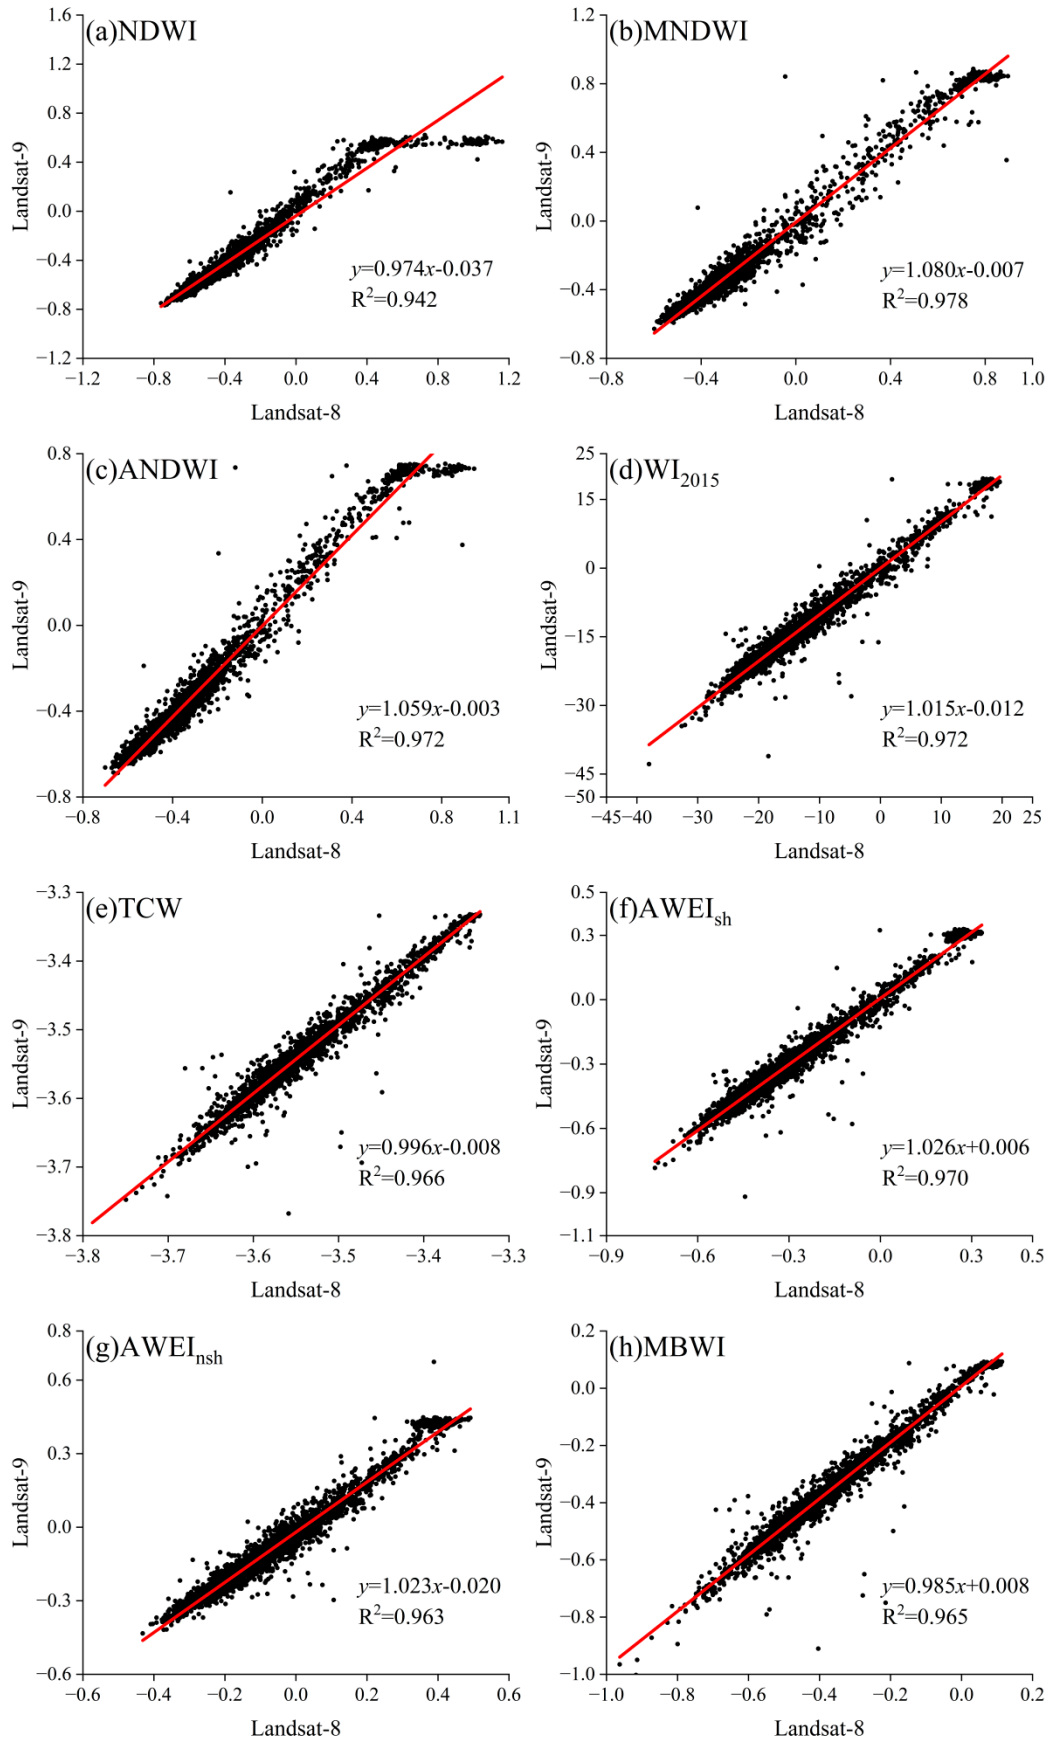 (a)NDWI
1.6
1.2
0.8
0.4
0.0
−0.4
−0.8
−1.2
Landsat-9
y=0.974x-0.037
R²=0.942
−1.2 −0.8 −0.4 0.0 0.4 0.8 1.2
Landsat-8
(b)MNDWI
1.2
0.8
0.4
0.0
−0.4
−0.8
Landsat-9
y=1.080x-0.007
R²=0.978
−0.8 −0.4 0.0 0.4 0.8 1.0
Landsat-8
(c)ANDWI
0.8
0.4
0.0
−0.4
−0.8
Landsat-9
y=1.059x-0.003
R²=0.972
−0.8 −0.4 0.0 0.4 0.8 1.1
Landsat-8
(d)WI₂₀₁₅
25
15
0
−15
−30
−45
−50
Landsat-9
y=1.015x-0.012
R²=0.972
−45−40 −30 −20 −10 0 10 20 25
Landsat-8
(e)TCW
−3.3
−3.4
−3.5
−3.6
−3.7
−3.8
Landsat-9
y=0.996x-0.008
R²=0.966
−3.8 −3.7 −3.6 −3.5 −3.4 −3.3
Landsat-8
(f)AWEIsh
0.5
0.3
0.0
−0.3
−0.6
−0.9
−1.1
Landsat-9
y=1.026x+0.006
R²=0.970
−0.9 −0.6 −0.3 0.0 0.3 0.5
Landsat-8
(g)AWEInsh
0.8
0.6
0.3
0.0
−0.3
−0.6
Landsat-9
y=1.023x-0.020
R²=0.963
−0.6 −0.4 −0.2 0.0 0.2 0.4 0.6
Landsat-8
(h)MBWI
0.2
0.0
−0.2
−0.4
−0.6
−0.8
−1.0
Landsat-9
y=0.985x+0.008
R²=0.965
−1.0 −0.8 −0.6 −0.4 −0.2 0.0 0.2
Landsat-8